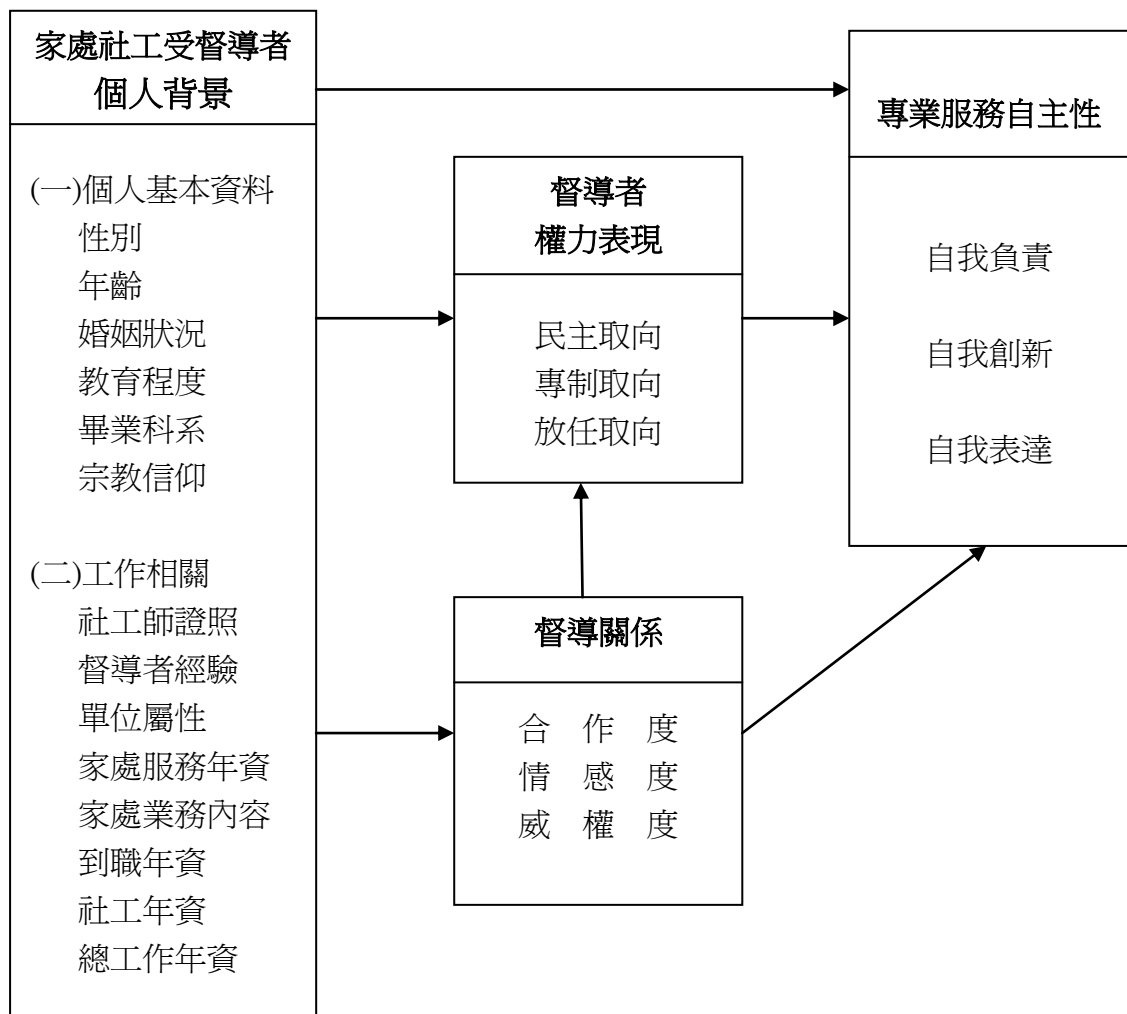 家處社工受督導者
個人背景
(一)個人基本資料
性別
年齡
婚姻狀況
教育程度
畢業科系
宗教信仰
(二)工作相關
社工師證照
督導者經驗
單位屬性
家處服務年資
家處業務內容
到職年資
社工年資
總工作年資
督導者
權力表現
民主取向
專制取向
放任取向
督導關係
合 作 度
情 感 度
威 權 度
專業服務自主性
自我負責
自我創新
自我表達